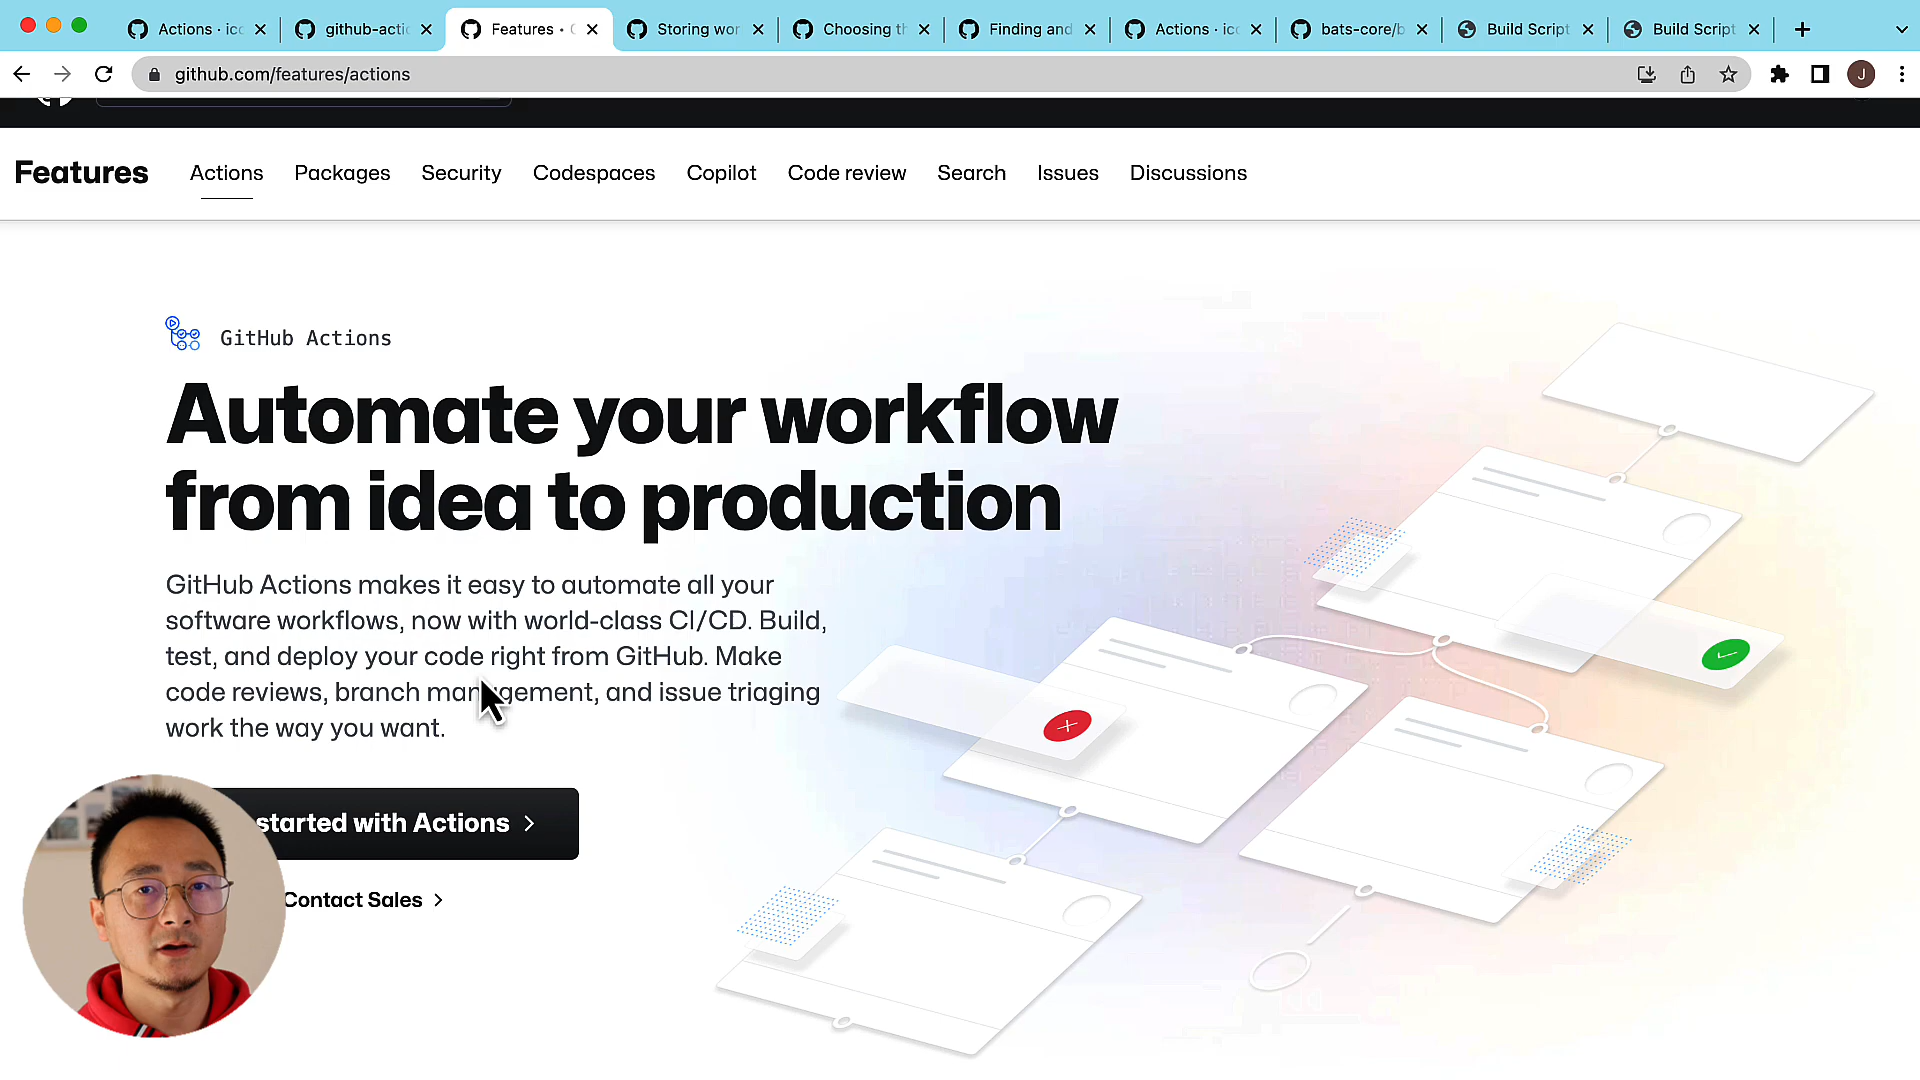 Actions · ic
github-actio
Features •
Storing wor
Choosing th
Finding and
Actions · ic
bats-core/b
Build Script
Build Script
github.com/features/actions
J
Features
Actions
Packages
Security
Codespaces
Copilot
Code review
Search
Issues
Discussions
GitHub Actions
Automate your workflow
from idea to production
GitHub Actions makes it easy to automate all your
software workflows, now with world-class CI/CD. Build,
test, and deploy your code right from GitHub. Make
code reviews, branch management, and issue triaging
work the way you want.
started with Actions
Contact Sales